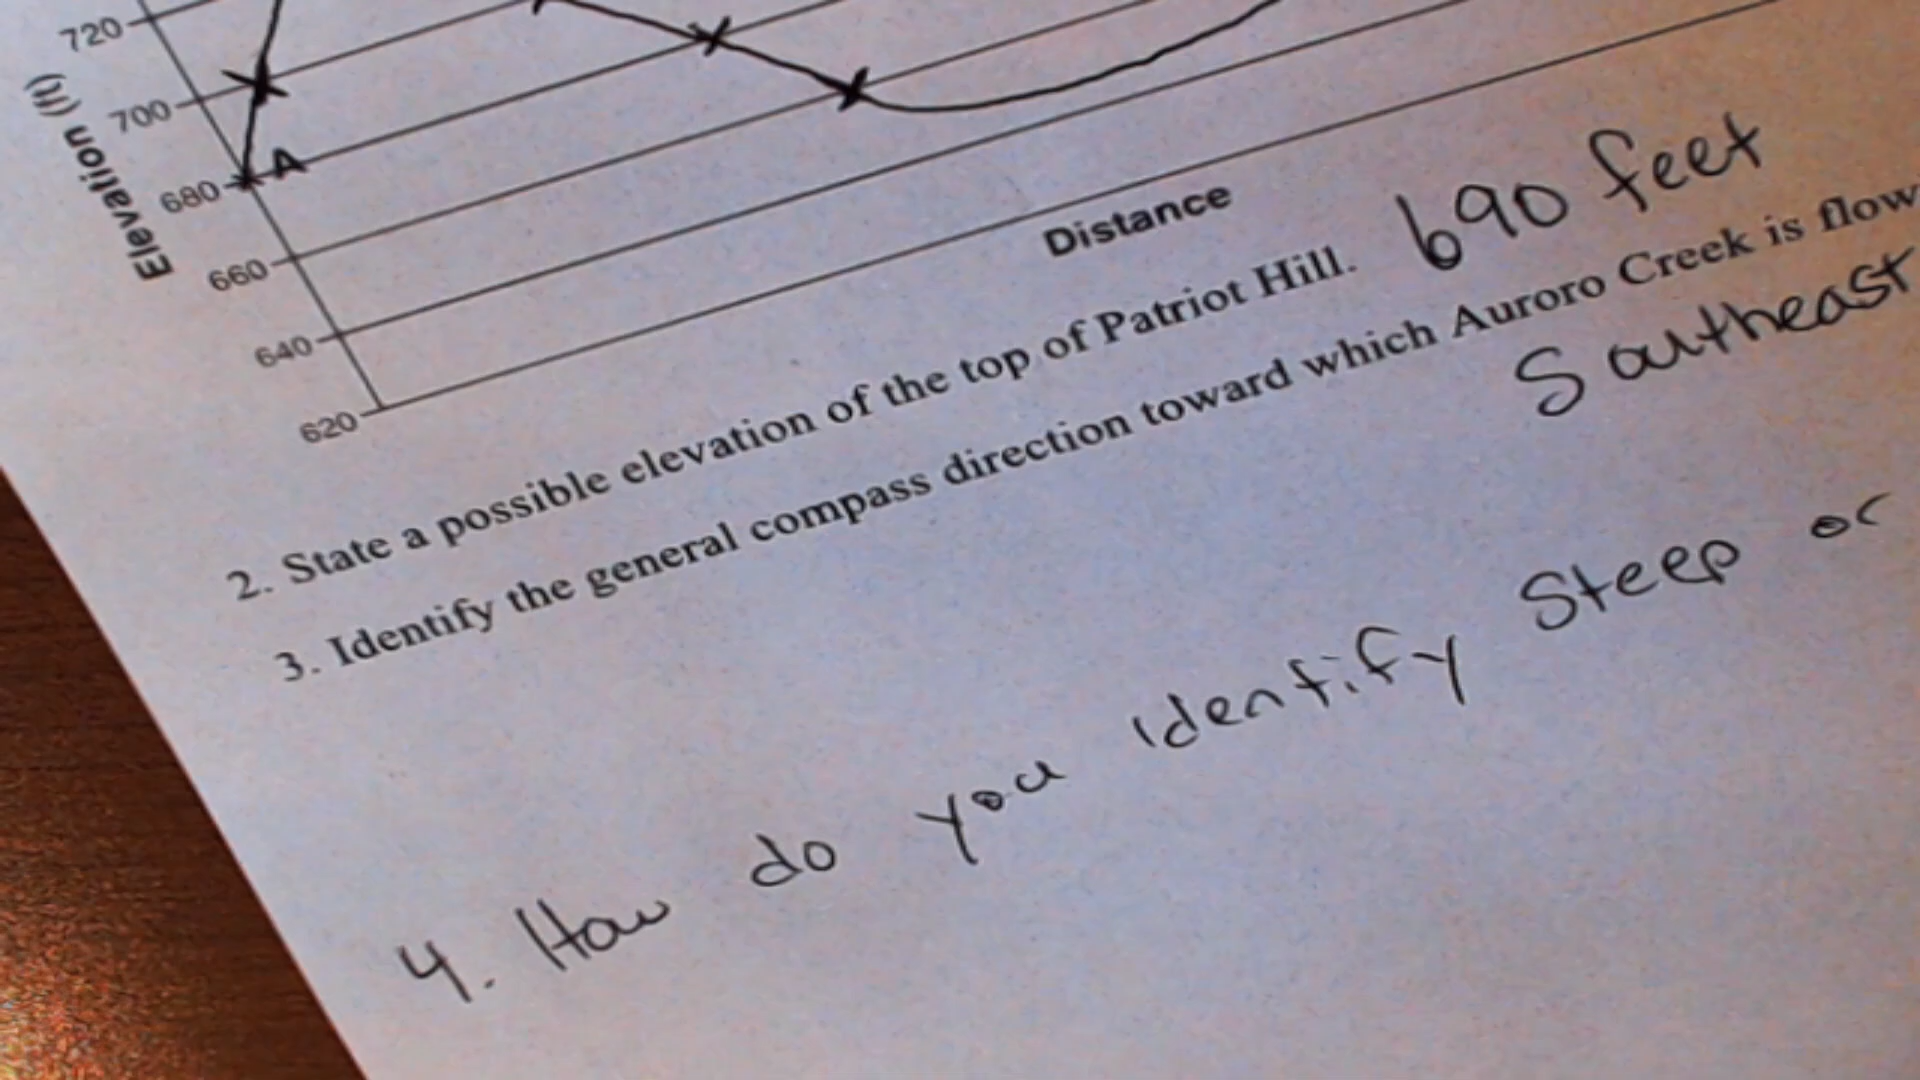 720
700
680
A
660
640
620
Elevation (ft)
Distance
2. State a possible elevation of the top of Patriot Hill. 690 feet
3. Identify the general compass direction toward which Auroro Creek is flow
Southeast
4. How do you identify Steep or